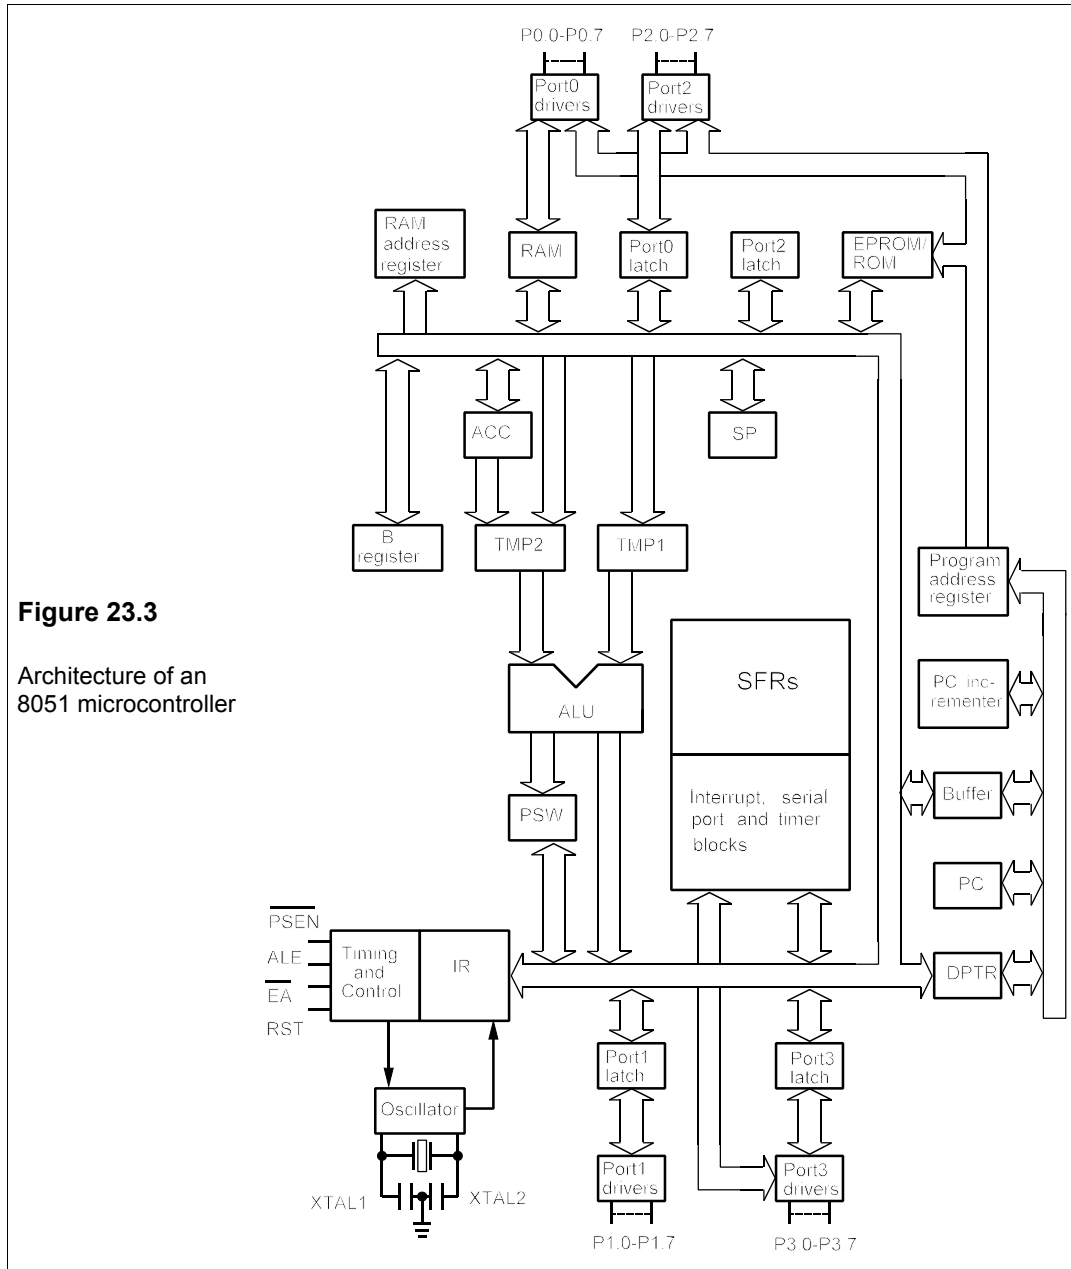 P0.0-P0.7
P2.0-P2.7
Port0
drivers
Port2
drivers
RAM
address
register
RAM
Port0
latch
Port2
latch
EPROM/
ROM
ACC
SP
B
register
TMP2
TMP1
Program
address
register
Figure 23.3
Architecture of an
8051 microcontroller
SFRs
PC inc-
rementer
ALU
Interrupt, serial
port and timer
blocks
Buffer
PSW
PC
PSEN
ALE
EA
RST
Timing
and
Control
IR
DPTR
Port1
latch
Port3
latch
Oscillator
XTAL1
XTAL2
Port1
drivers
Port3
drivers
P1.0-P1.7
P3.0-P3.7